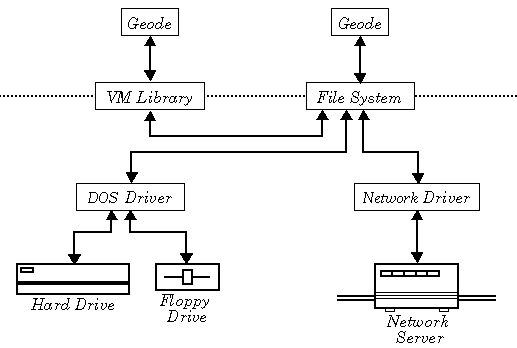 Geode
Geode
VM Library
File System
DOS Driver
Network Driver
Hard Drive
Floppy
Drive
Network
Server